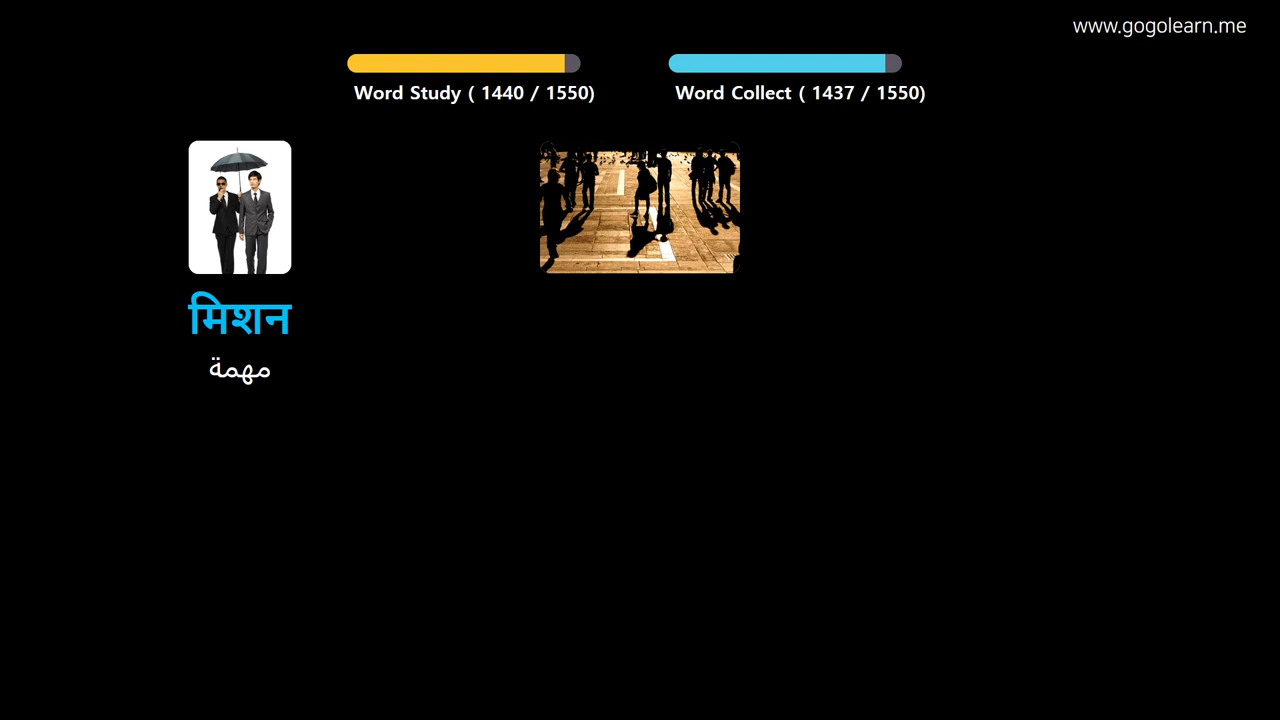 www.gogolearn.me
Word Study ( 1440 / 1550)
Word Collect ( 1437 / 1550)
मिशन
مهمة